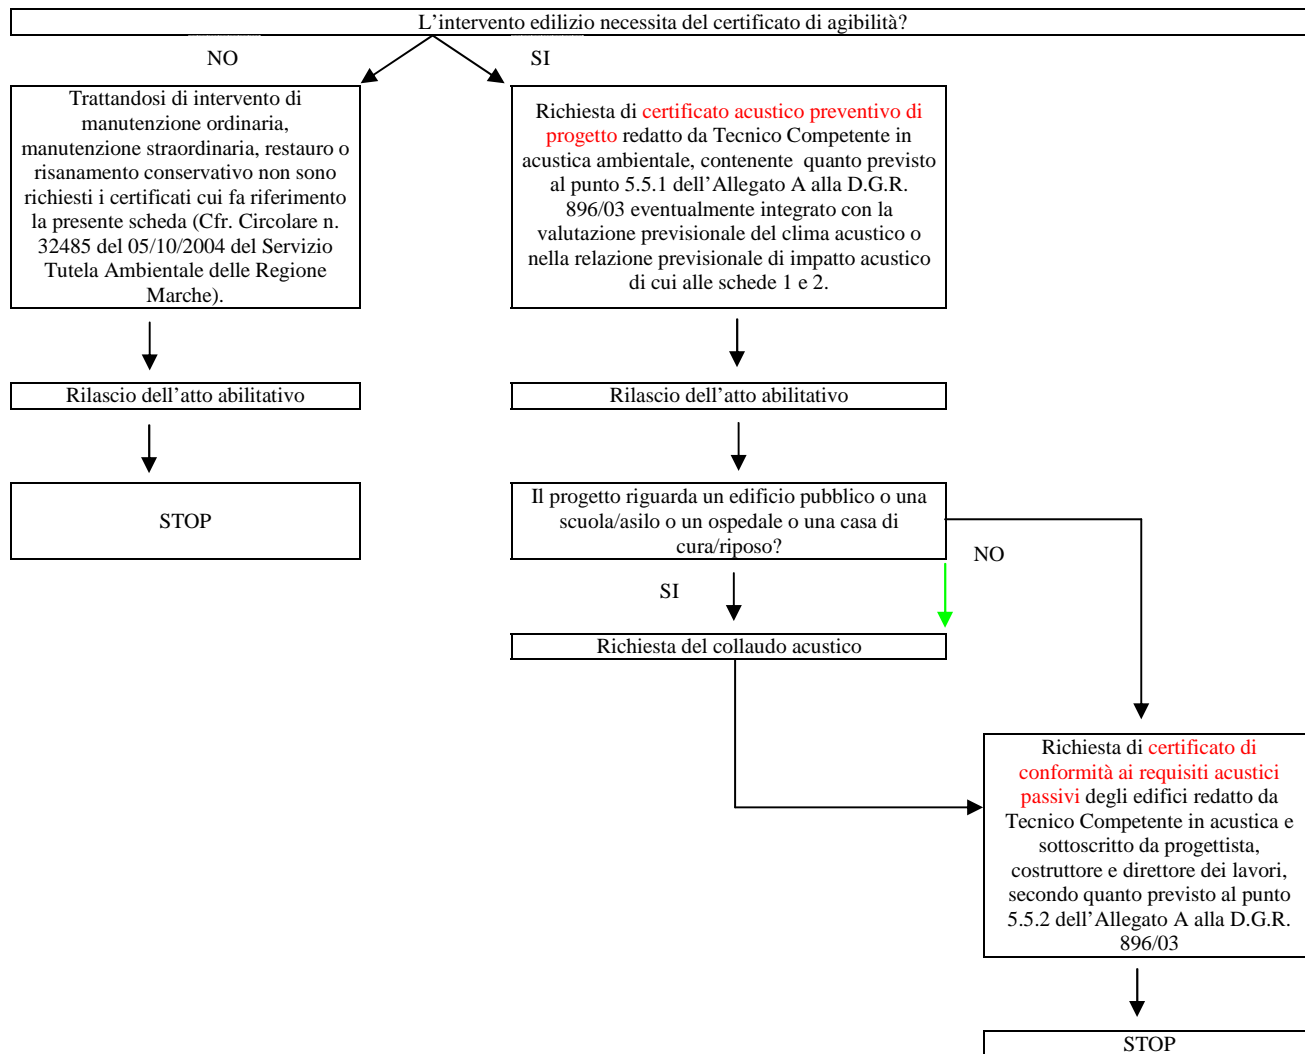 L'intervento edilizio necessita del certificato di agibilità?
NO
SI
Trattandosi di intervento di
manutenzione ordinaria,
manutenzione straordinaria, restauro o
risanamento conservativo non sono
richiesti i certificati cui fa riferimento
la presente scheda (Cfr. Circolare n.
32485 del 05/10/2004 del Servizio
Tutela Ambientale delle Regione
Marche).
Richiesta di certificato acustico preventivo di
progetto redatto da Tecnico Competente in
acustica ambientale, contenente quanto previsto
al punto 5.5.1 dell'Allegato A alla D.G.R.
896/03 eventualmente integrato con la
valutazione previsionale del clima acustico o
nella relazione previsionale di impatto acustico
di cui alle schede 1 e 2.
Rilascio dell'atto abilitativo
Rilascio dell'atto abilitativo
STOP
Il progetto riguarda un edificio pubblico o una
scuola/asilo o un ospedale o una casa di
cura/riposo?
NO
SI
Richiesta del collaudo acustico
Richiesta di certificato di
conformità ai requisiti acustici
passivi degli edifici redatto da
Tecnico Competente in acustica e
sottoscritto da progettista,
costruttore e direttore dei lavori,
secondo quanto previsto al punto
5.5.2 dell'Allegato A alla D.G.R.
896/03
STOP